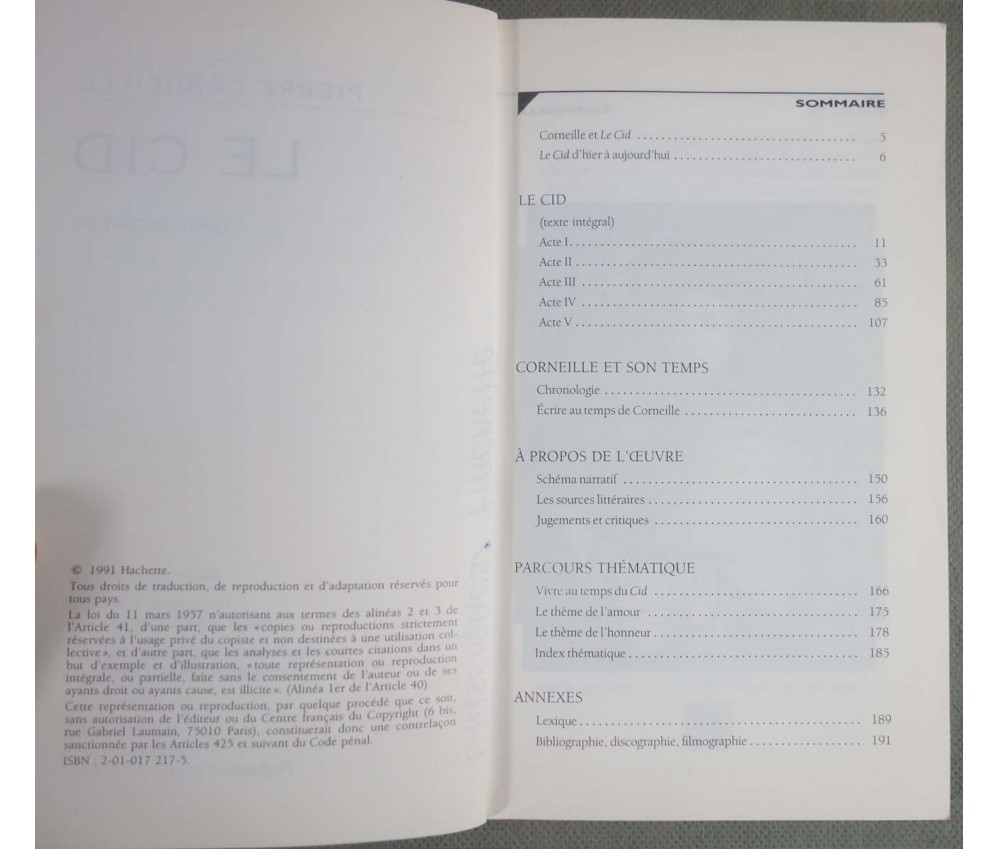 © 1991 Hachette.
Tous droits de traduction, de reproduction et d'adaptation réservés pour
tous pays.
La loi du 11 mars 1957 n'autorisant aux termes des alinéas 2 et 3 de
l'Article 41, d'une part, que les «copies ou reproductions strictement
réservées à l'usage privé du copiste et non destinées à une utilisation col-
lective», et d'autre part, que les analyses et les courtes citations dans un
but d'exemple et d'illustration, «toute représentation ou reproduction
intégrale, ou partielle, faite sans le consentement de l'auteur ou de ses
ayants droit ou ayants cause, est illicite». (Alinéa 1er de l'Article 40).
Cette représentation ou reproduction, par quelque procédé que ce soit,
sans autorisation de l'éditeur ou du Centre français du Copyright (6 bis,
rue Gabriel Laumain, 75010 Paris), constituerait donc une contrefaçon
sanctionnée par les Articles 425 et suivant du Code pénal.
ISBN : 2-01-017 217-5.
SOMMAIRE
Corneille et Le Cid ........ 5
Le Cid d'hier à aujourd'hui ........ 6
LE CID
(texte intégral)
Acte I ........ 11
Acte II ........ 33
Acte III ........ 61
Acte IV ........ 85
Acte V ........ 107
CORNEILLE ET SON TEMPS
Chronologie ........ 132
Écrire au temps de Corneille ........ 136
À PROPOS DE L'ŒUVRE
Schéma narratif ........ 150
Les sources littéraires ........ 156
Jugements et critiques ........ 160
PARCOURS THÉMATIQUE
Vivre au temps du Cid ........ 166
Le thème de l'amour ........ 175
Le thème de l'honneur ........ 178
Index thématique ........ 185
ANNEXES
Lexique ........ 189
Bibliographie, discographie, filmographie ........ 191